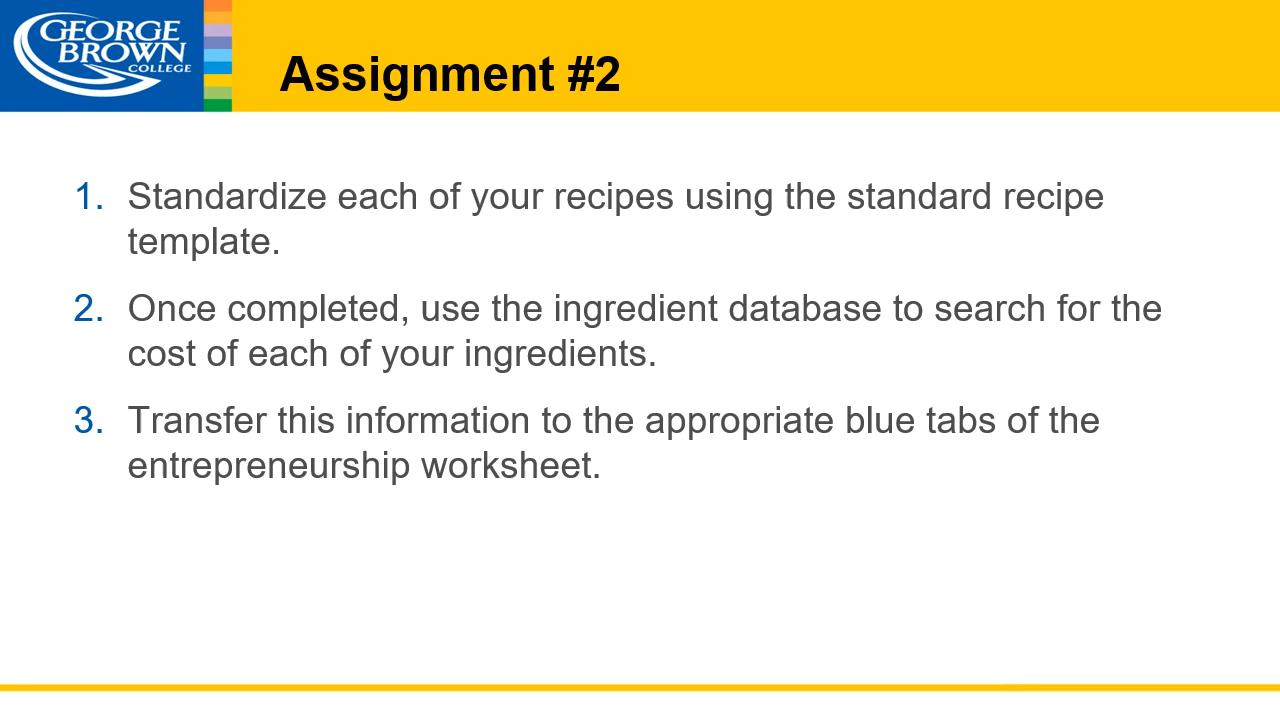 GEORGE
BROWN
COLLEGE
Assignment #2
1. Standardize each of your recipes using the standard recipe
template.
2. Once completed, use the ingredient database to search for the
cost of each of your ingredients.
3. Transfer this information to the appropriate blue tabs of the
entrepreneurship worksheet.